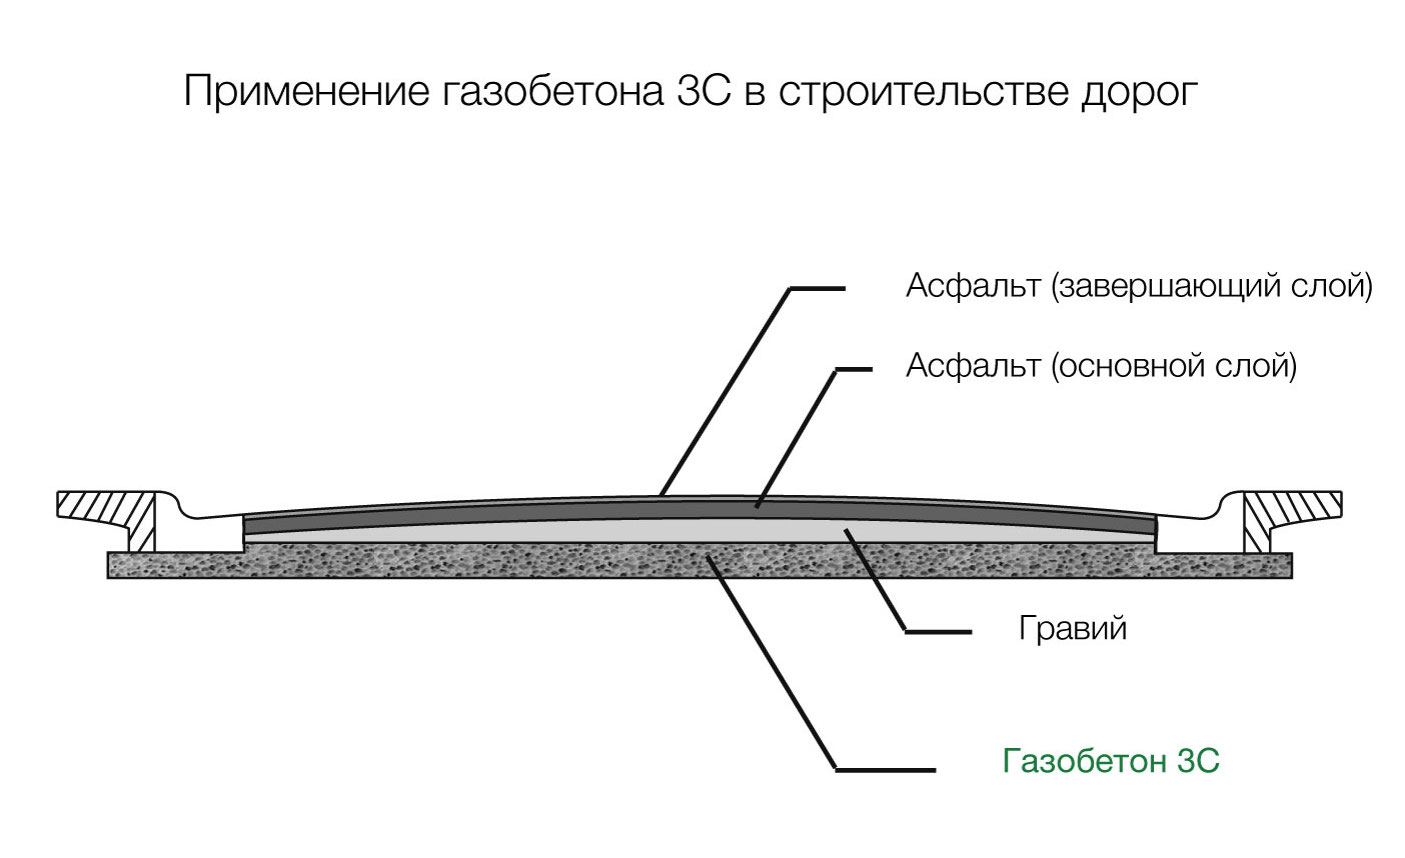 Применение газобетона 3С в строительстве дорог
Асфальт (завершающий слой)
Асфальт (основной слой)
Гравий
Газобетон 3С